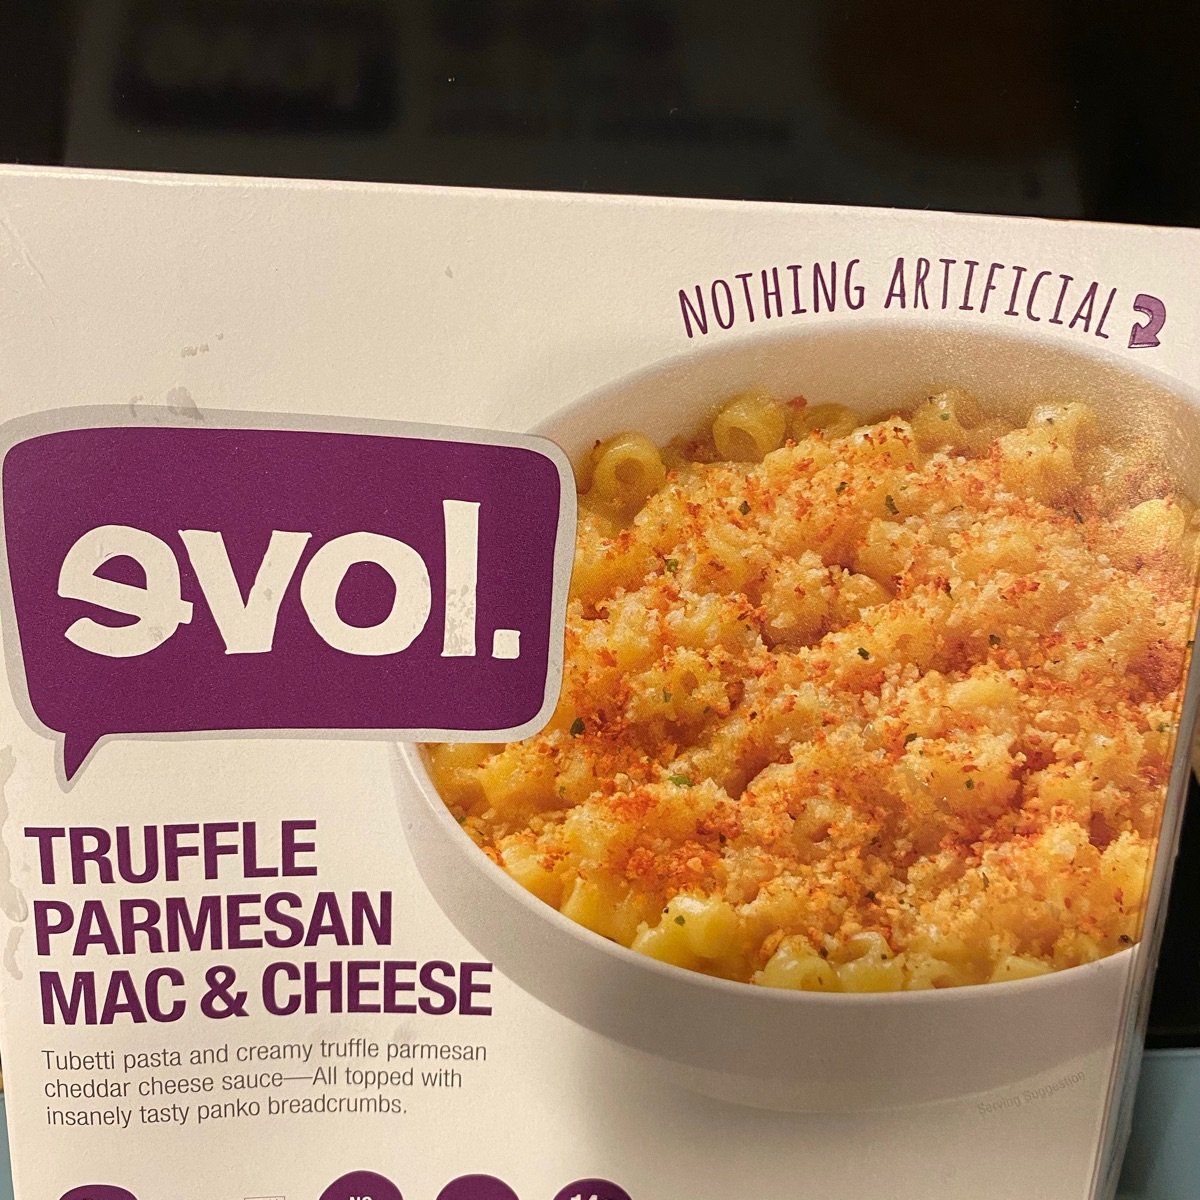 NOTHING ARTIFICIAL
evol.
TRUFFLE
PARMESAN
MAC & CHEESE
Tubetti pasta and creamy truffle parmesan
cheddar cheese sauce—All topped with
insanely tasty panko breadcrumbs.
Serving Suggestion
NO